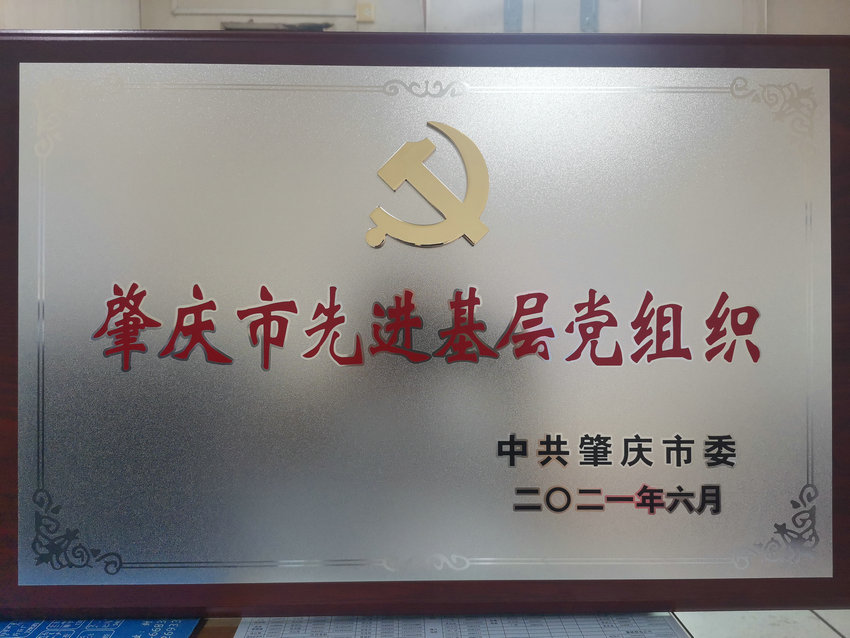 肇庆市先进基层党组织
中共肇庆市委
二〇二一年六月